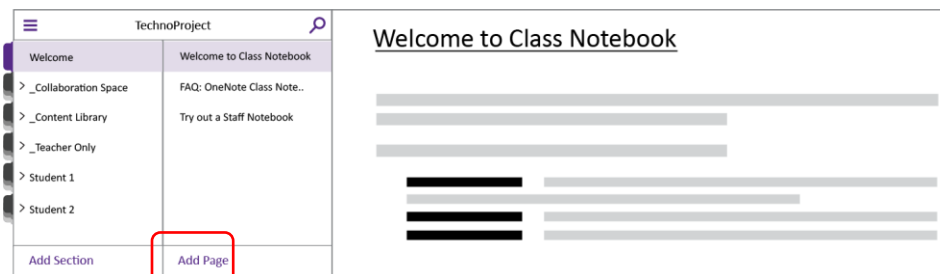 TechnoProject
Welcome
_Collaboration Space
_Content Library
_Teacher Only
Student 1
Student 2
Add Section
Welcome to Class Notebook
FAQ: OneNote Class Note..
Try out a Staff Notebook
Add Page
Welcome to Class Notebook